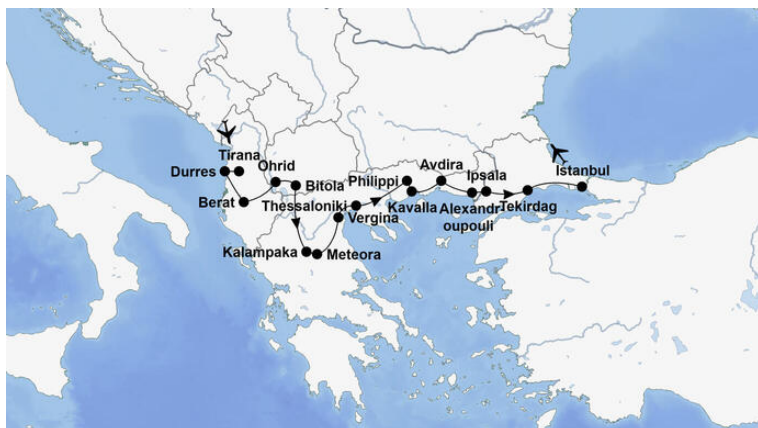 Tirana
Durres
Ohrid
Berat
Bitola
Thessaloniki
Vergina
Kalampaka
Meteora
Philippi
Kavalla
Avdira
Ipsala
Alexandr
oupouli
Tekirdag
Istanbul